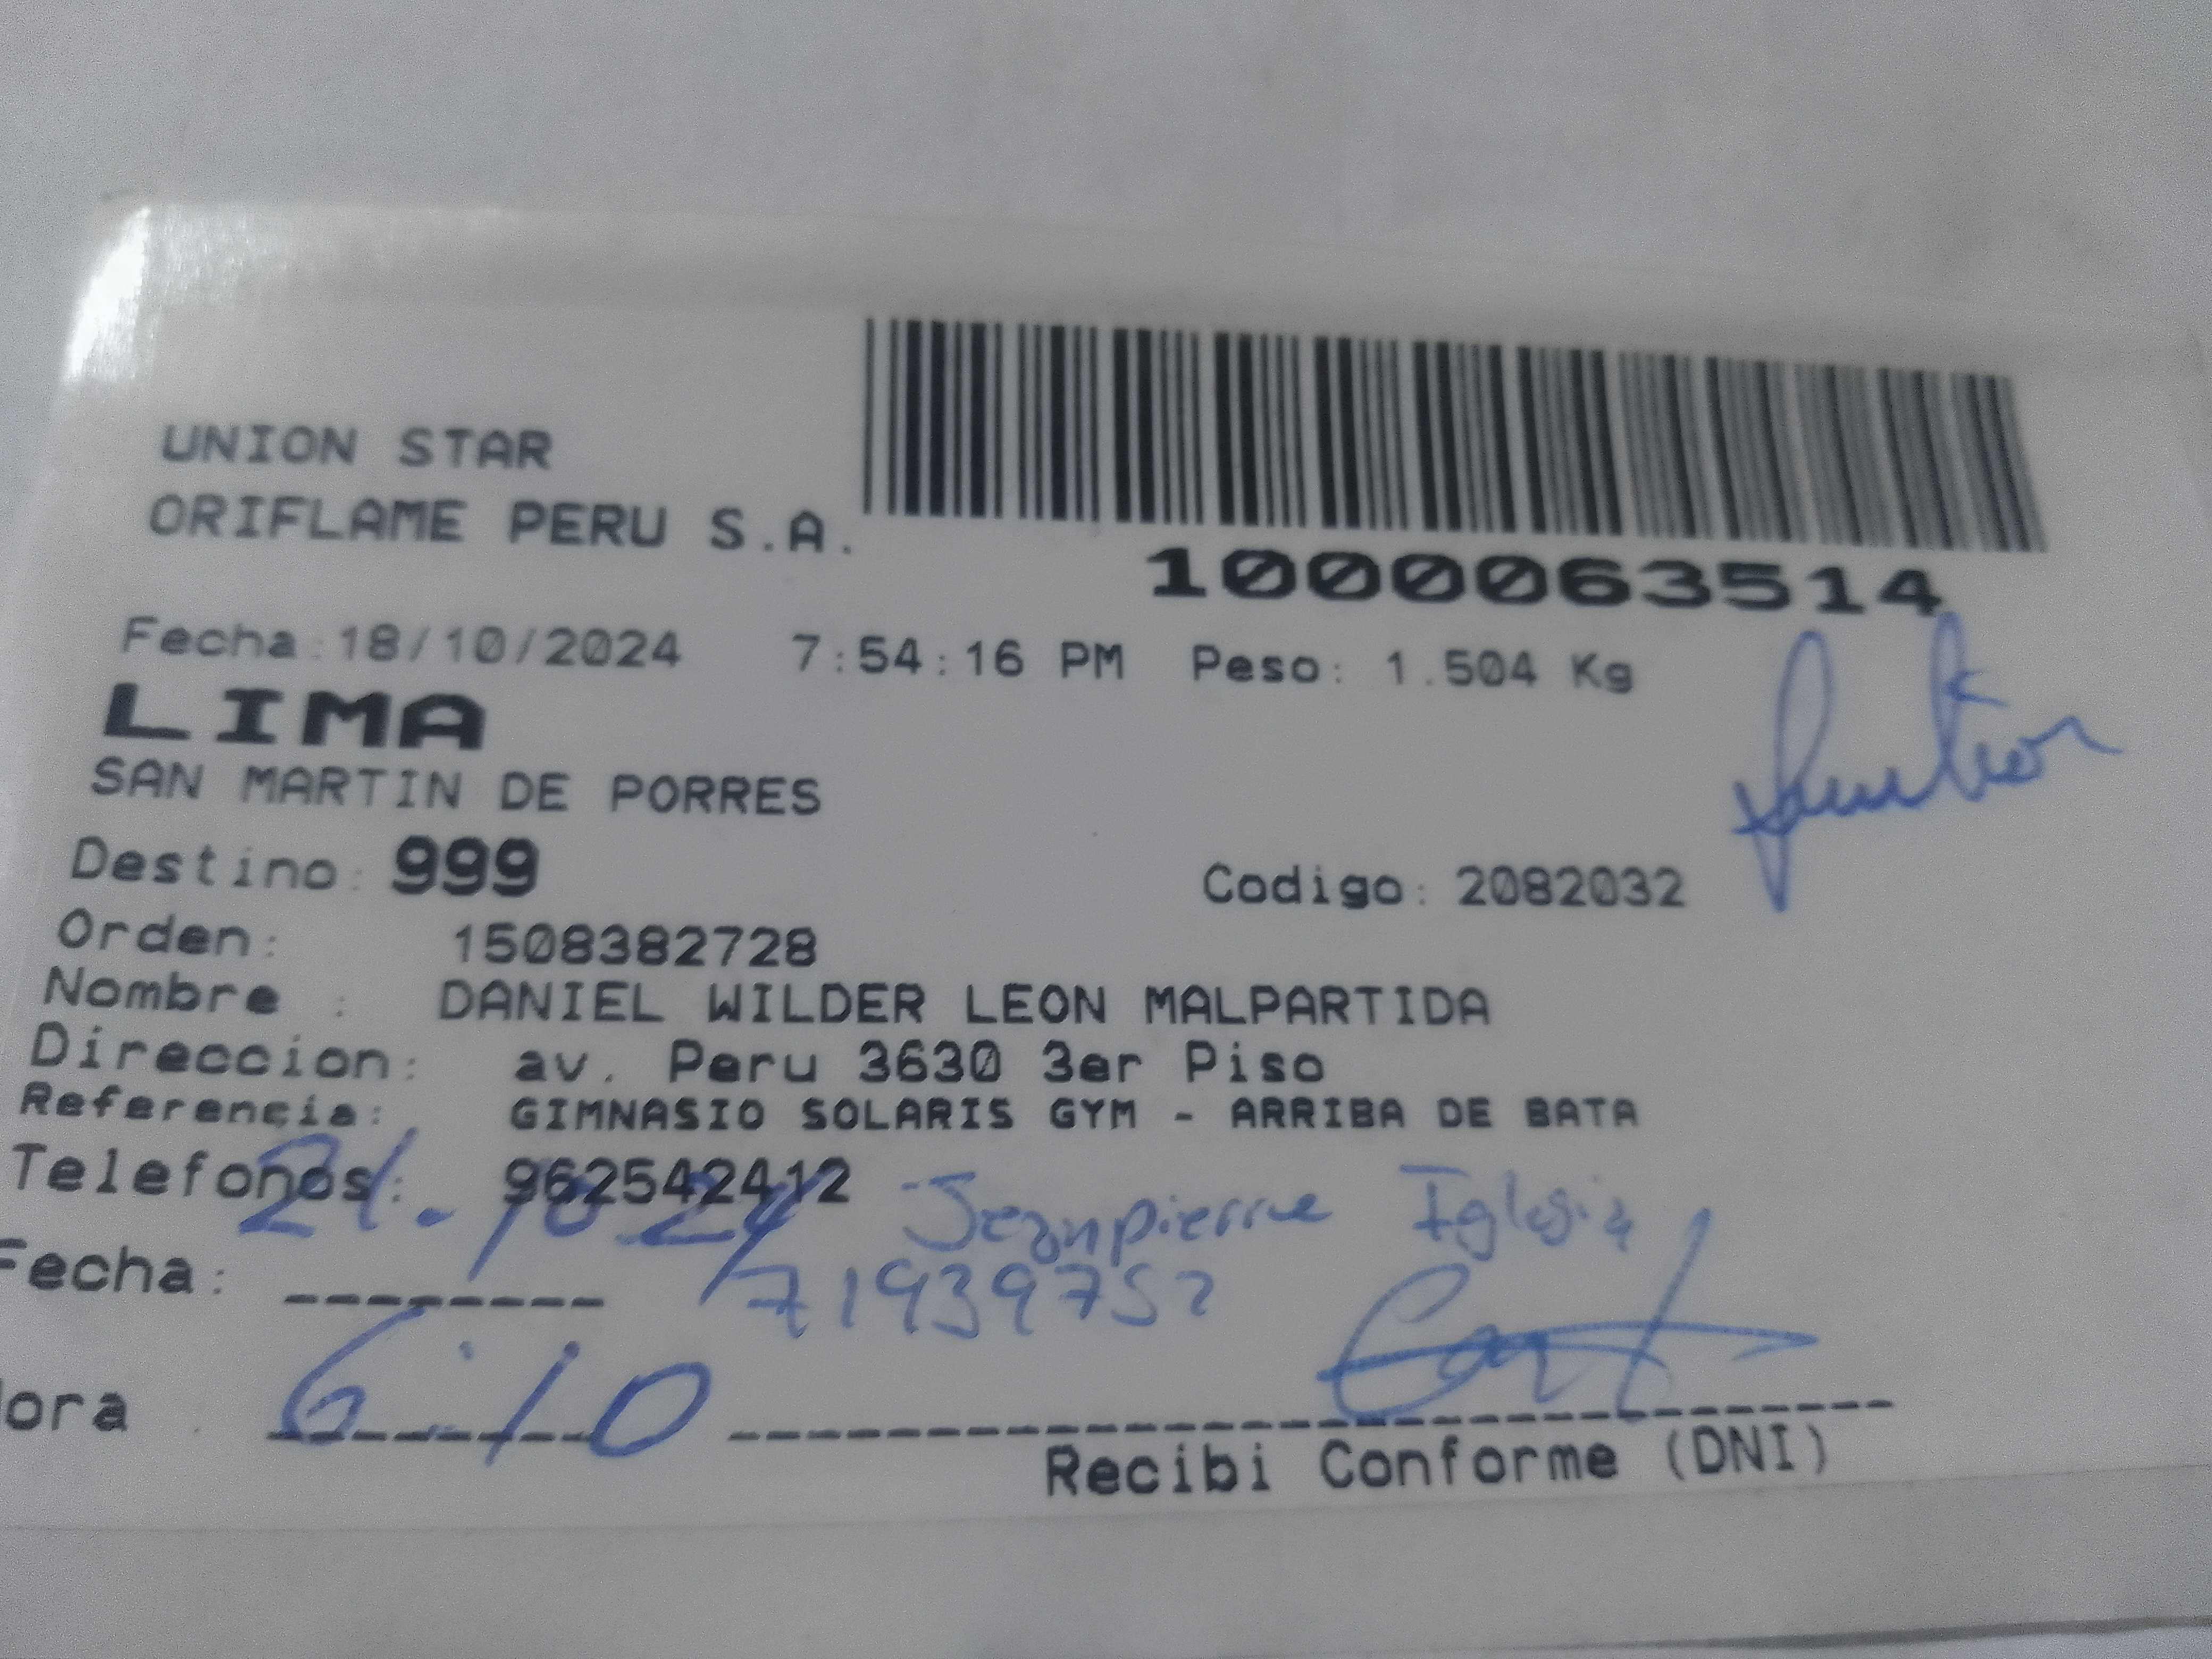 UNION STAR
ORIFLAME PERU S.A.
1000063514
Fecha:18/10/2024 7:54:16 PM Peso: 1.504 Kg
LIMA
SAN MARTIN DE PORRES
Destino: 999 Codigo: 2082032
Orden: 1508382728
Nombre : DANIEL WILDER LEON MALPARTIDA
Direccion: av. Peru 3630 3er Piso
Referencia: GIMNASIO SOLARIS GYM - ARRIBA DE BATA
Telefonos: 962542412
Jeanpierre Iglesia
Fecha: 21-10-24
71939752
ora : 6:10
Recibi Conforme (DNI)